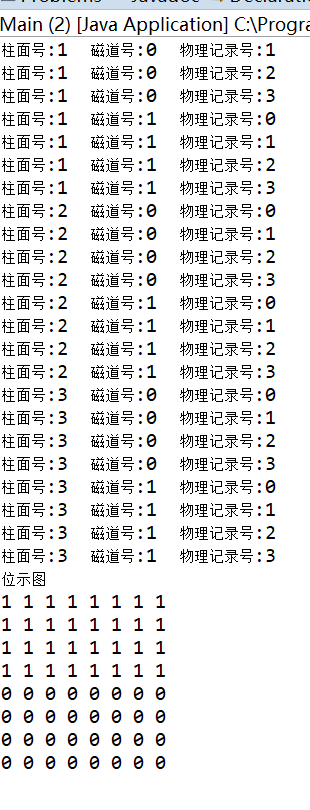 Main (2) [Java Application] C:\Progra
柱面号:1 磁道号:0 物理记录号:1
柱面号:1 磁道号:0 物理记录号:2
柱面号:1 磁道号:0 物理记录号:3
柱面号:1 磁道号:1 物理记录号:0
柱面号:1 磁道号:1 物理记录号:1
柱面号:1 磁道号:1 物理记录号:2
柱面号:1 磁道号:1 物理记录号:3
柱面号:2 磁道号:0 物理记录号:0
柱面号:2 磁道号:0 物理记录号:1
柱面号:2 磁道号:0 物理记录号:2
柱面号:2 磁道号:0 物理记录号:3
柱面号:2 磁道号:1 物理记录号:0
柱面号:2 磁道号:1 物理记录号:1
柱面号:2 磁道号:1 物理记录号:2
柱面号:2 磁道号:1 物理记录号:3
柱面号:3 磁道号:0 物理记录号:0
柱面号:3 磁道号:0 物理记录号:1
柱面号:3 磁道号:0 物理记录号:2
柱面号:3 磁道号:0 物理记录号:3
柱面号:3 磁道号:1 物理记录号:0
柱面号:3 磁道号:1 物理记录号:1
柱面号:3 磁道号:1 物理记录号:2
柱面号:3 磁道号:1 物理记录号:3
位示图
1 1 1 1 1 1 1 1
1 1 1 1 1 1 1 1
1 1 1 1 1 1 1 1
1 1 1 1 1 1 1 1
0 0 0 0 0 0 0 0
0 0 0 0 0 0 0 0
0 0 0 0 0 0 0 0
0 0 0 0 0 0 0 0